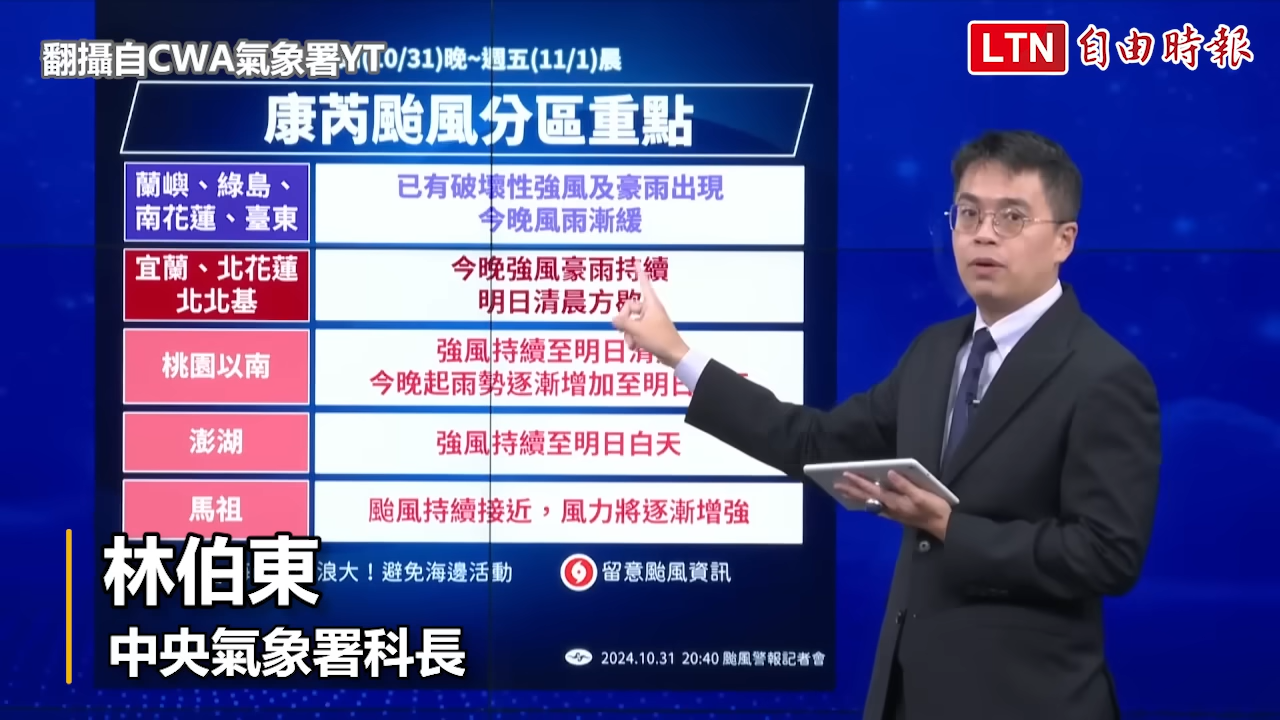 翻攝自CWA氣象署YT
0/31)晚~週五(11/1)晨
LTN 自由時報
康芮颱風分區重點
蘭嶼、綠島、
南花蓮、臺東
已有破壞性強風及豪雨出現
今晚風雨漸緩
宜蘭、北花蓮
北北基
今晚強風豪雨持續
明日清晨方歇
桃園以南
強風持續至明日清
今晚起雨勢逐漸增加至明日
澎湖
強風持續至明日白天
馬祖
颱風持續接近，風力將逐漸增強
浪大！避免海邊活動
留意颱風資訊
林伯東
中央氣象署科長
2024.10.31 20:40 颱風警報記者會